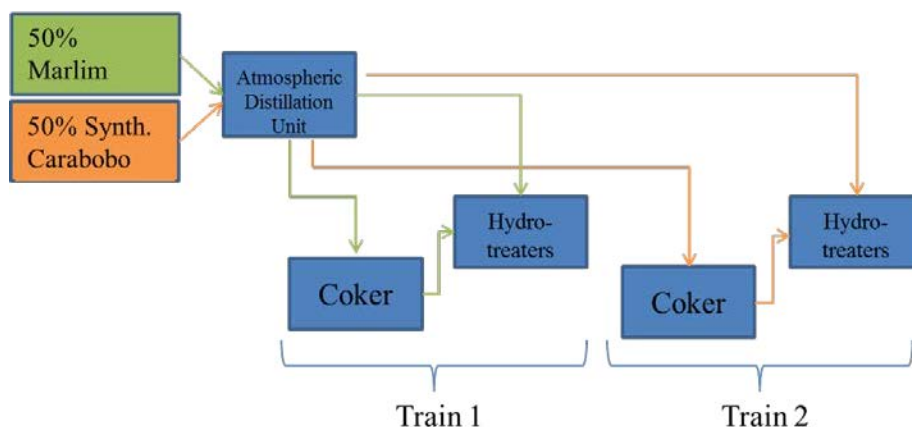 50%
Marlim
50% Synth.
Carabobo
Atmospheric
Distillation
Unit
Hydro-
treaters
Coker
Hydro-
treaters
Coker
Train 1
Train 2